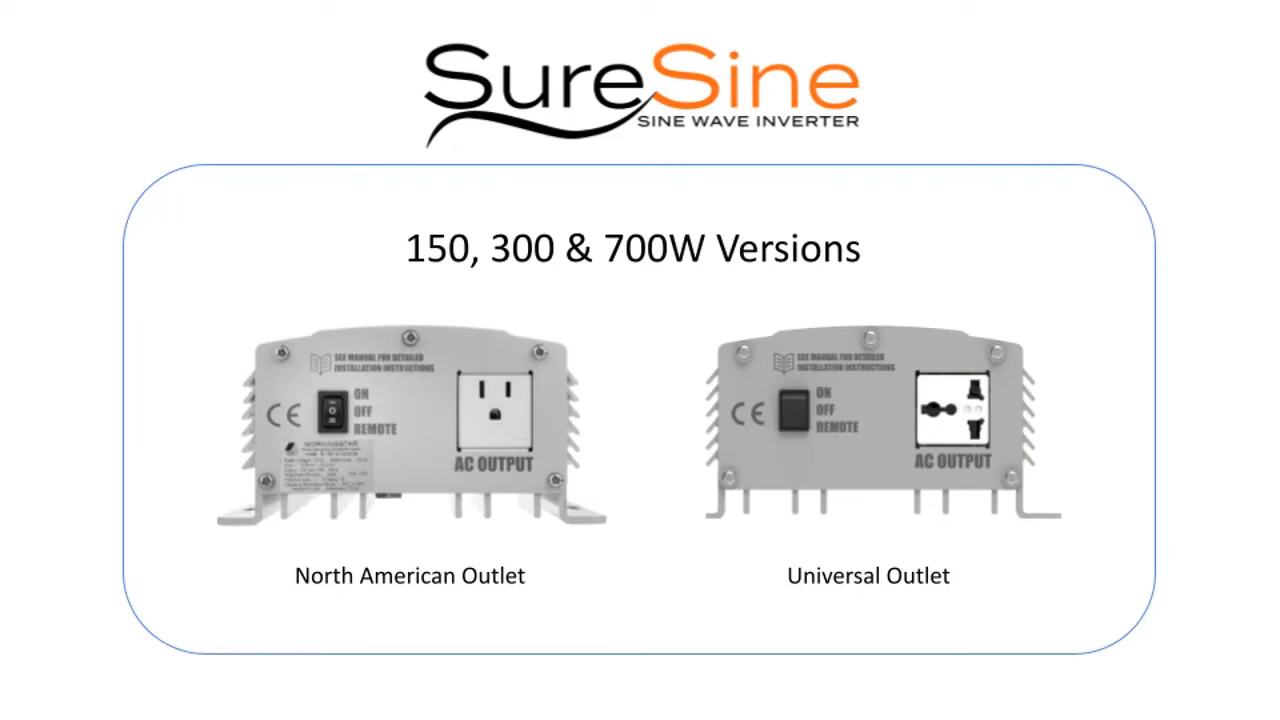 SureSine
SINE WAVE INVERTER
150, 300 & 700W Versions
SEE MANUAL FOR DETAILED
INSTALLATION INSTRUCTIONS
CE
ON
OFF
REMOTE
MORNINGSTAR
AC OUTPUT
SEE MANUAL FOR DETAILED
INSTALLATION INSTRUCTIONS
CE
ON
OFF
REMOTE
AC OUTPUT
North American Outlet
Universal Outlet